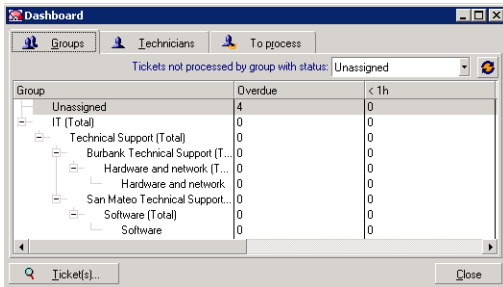 Dashboard
Groups Technicians To process
Tickets not processed by group with status: Unassigned
Group Overdue < 1h
Unassigned 4 0
IT (Total) 0 0
Technical Support (Total) 0 0
Burbank Technical Support (T... 0 0
Hardware and network (T... 0 0
Hardware and network 0 0
San Mateo Technical Support... 0 0
Software (Total) 0 0
Software 0 0
Ticket(s)... Close